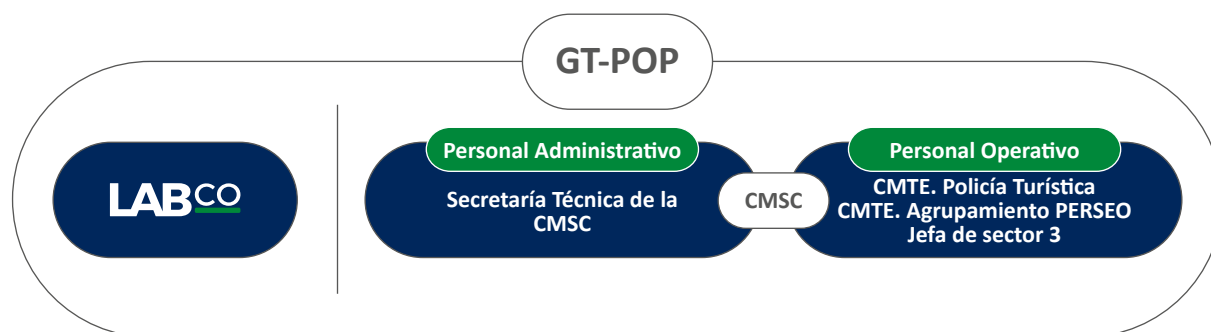 GT-POP
LABCO
Personal Administrativo
Secretaría Técnica de la
CMSC
CMSC
Personal Operativo
CMTE. Policía Turística
CMTE. Agrupamiento PERSEO
Jefa de sector 3